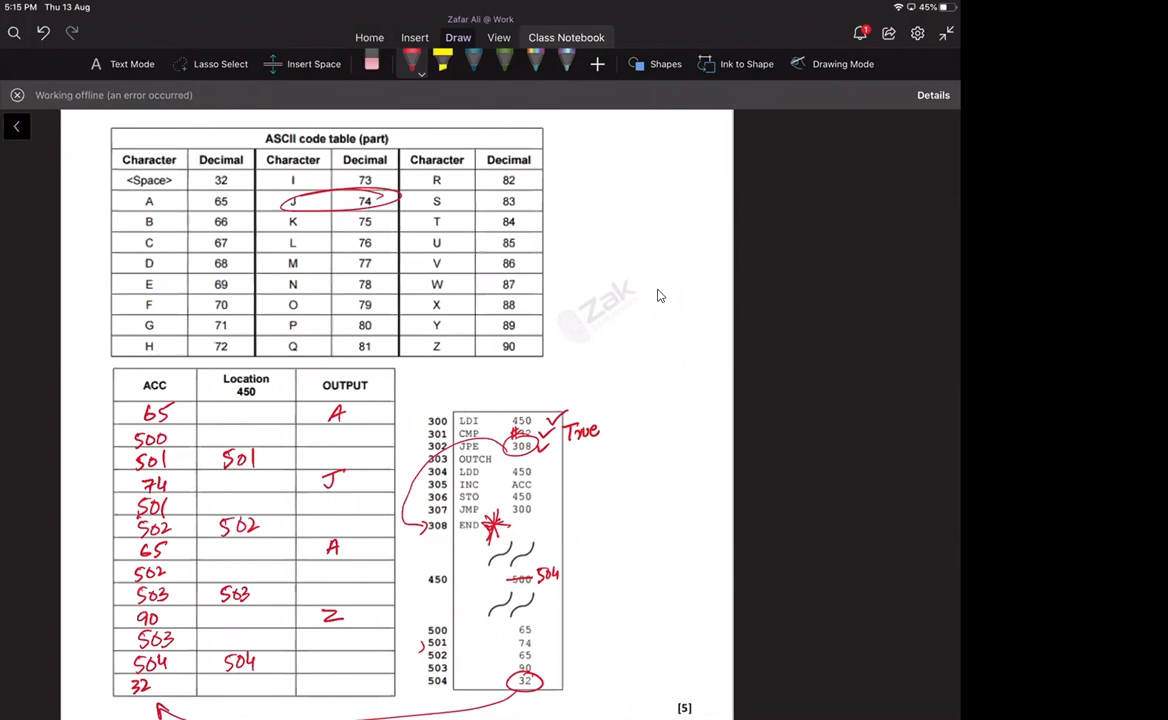 5:15 PM Thu 13 Aug
45%
Zafar Ali @ Work
Home Insert Draw View Class Notebook
1
Text Mode Lasso Select Insert Space Shapes Ink to Shape Drawing Mode
Working offline (an error occurred) Details
ASCII code table (part)
Character Decimal Character Decimal Character Decimal
<Space> 32 I 73 R 82
A 65 J 74 S 83
B 66 K 75 T 84
C 67 L 76 U 85
D 68 M 77 V 86
E 69 N 78 W 87
F 70 O 79 X 88
G 71 P 80 Y 89
H 72 Q 81 Z 90
Zak
ACC Location 450 OUTPUT
65 A
500
501 501
74 J
501
502 502
65 A
502
503 503
90 Z
503
504 504
32
300 LDI 450
301 CMP #32 True
302 JPE 308
303 OUTCH
304 LDD 450
305 INC ACC
306 STO 450
307 JMP 300
308 END
450 500 504
500 65
501 74
502 65
503 90
504 32
[5]